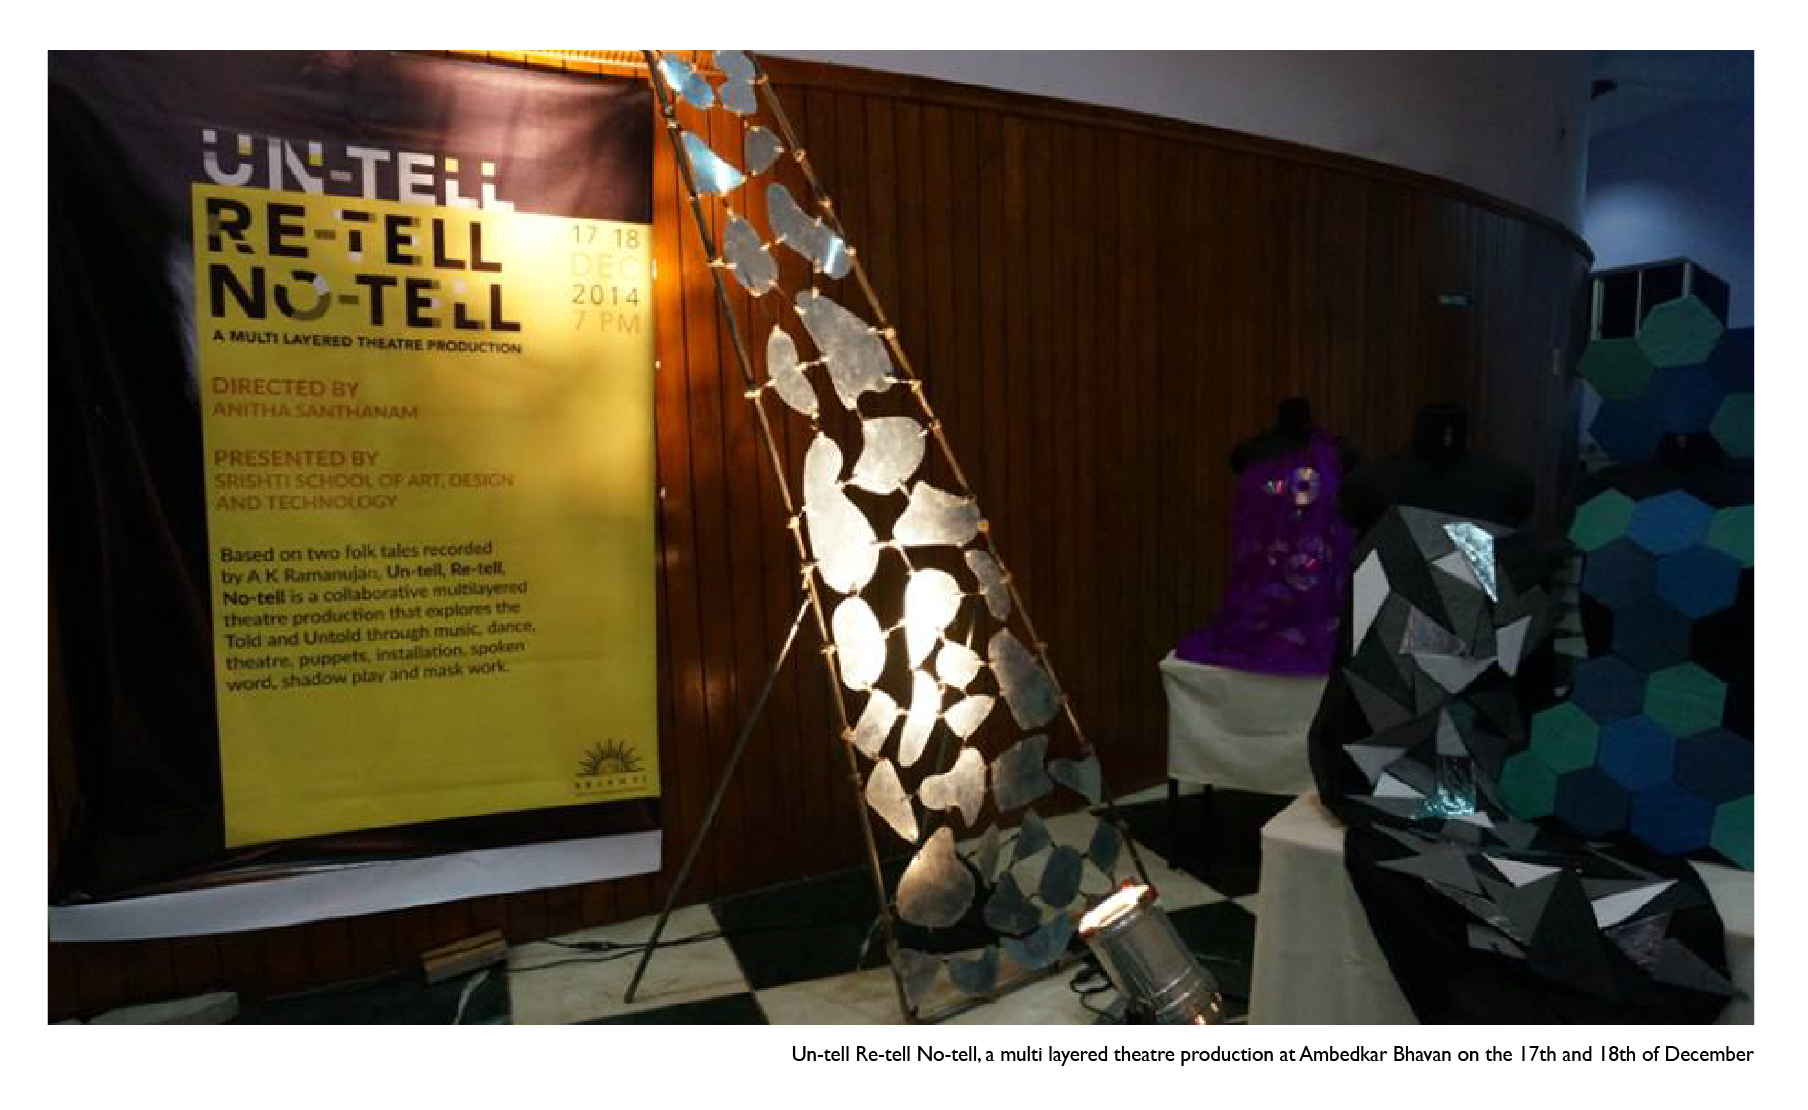 UN-TELL
RE-TELL
NO-TELL
A MULTI LAYERED THEATRE PRODUCTION
17 18
DEC
2014
7 PM
DIRECTED BY
ANITHA SANTHANAM
PRESENTED BY
SRISHTI SCHOOL OF ART, DESIGN
AND TECHNOLOGY
Based on two folk tales recorded
by A K Ramanujan, Un-tell, Re-tell,
No-tell is a collaborative multilayered
theatre production that explores the
Told and Untold through music, dance,
theatre, puppets, installation, spoken
word, shadow play and mask work.
SRISHTI
Un-tell Re-tell No-tell, a multi layered theatre production at Ambedkar Bhavan on the 17th and 18th of December